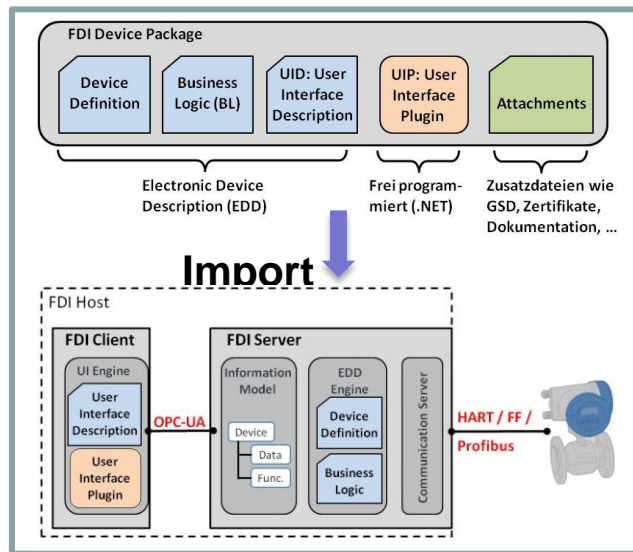 FDI Device Package
Device
Definition
Business
Logic (BL)
UID: User
Interface
Description
UIP: User
Interface
Plugin
Attachments
Electronic Device
Description (EDD)
Frei program-
miert (.NET)
Zusatzdateien wie
GSD, Zertifikate,
Dokumentation, ...
Import
FDI Host
FDI Client
UI Engine
User
Interface
Description
User
Interface
Plugin
OPC-UA
FDI Server
Information
Model
Device
Data
Func.
EDD
Engine
Device
Definition
Business
Logic
Communication Server
HART / FF /
Profibus